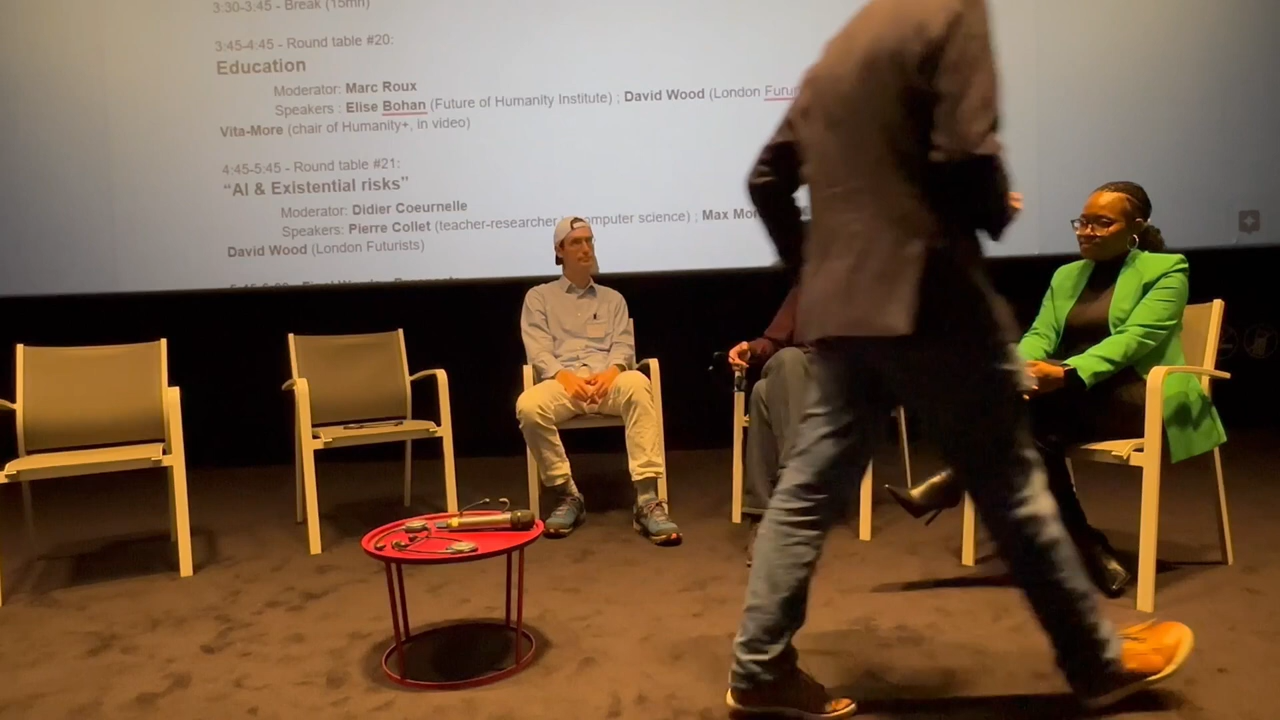 3:30-3:45 - Break (15mn)
3:45-4:45 - Round table #20:
Education
Moderator: Marc Roux
Speakers : Elise Bohan (Future of Humanity Institute) ; David Wood (London
Vita-More (chair of Humanity+, in video)
4:45-5:45 - Round table #21:
“AI & Existential risks”
Moderator: Didier Coeurnelle
Speakers: Pierre Collet (teacher-researcher computer science) ; Max
David Wood (London Futurists)